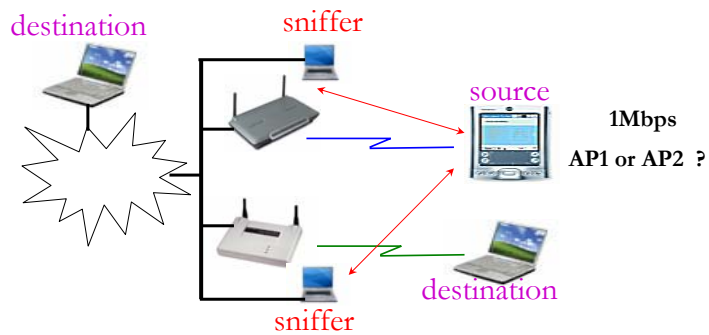 destination
sniffer
source
1Mbps
AP1 or AP2 ?
destination
sniffer